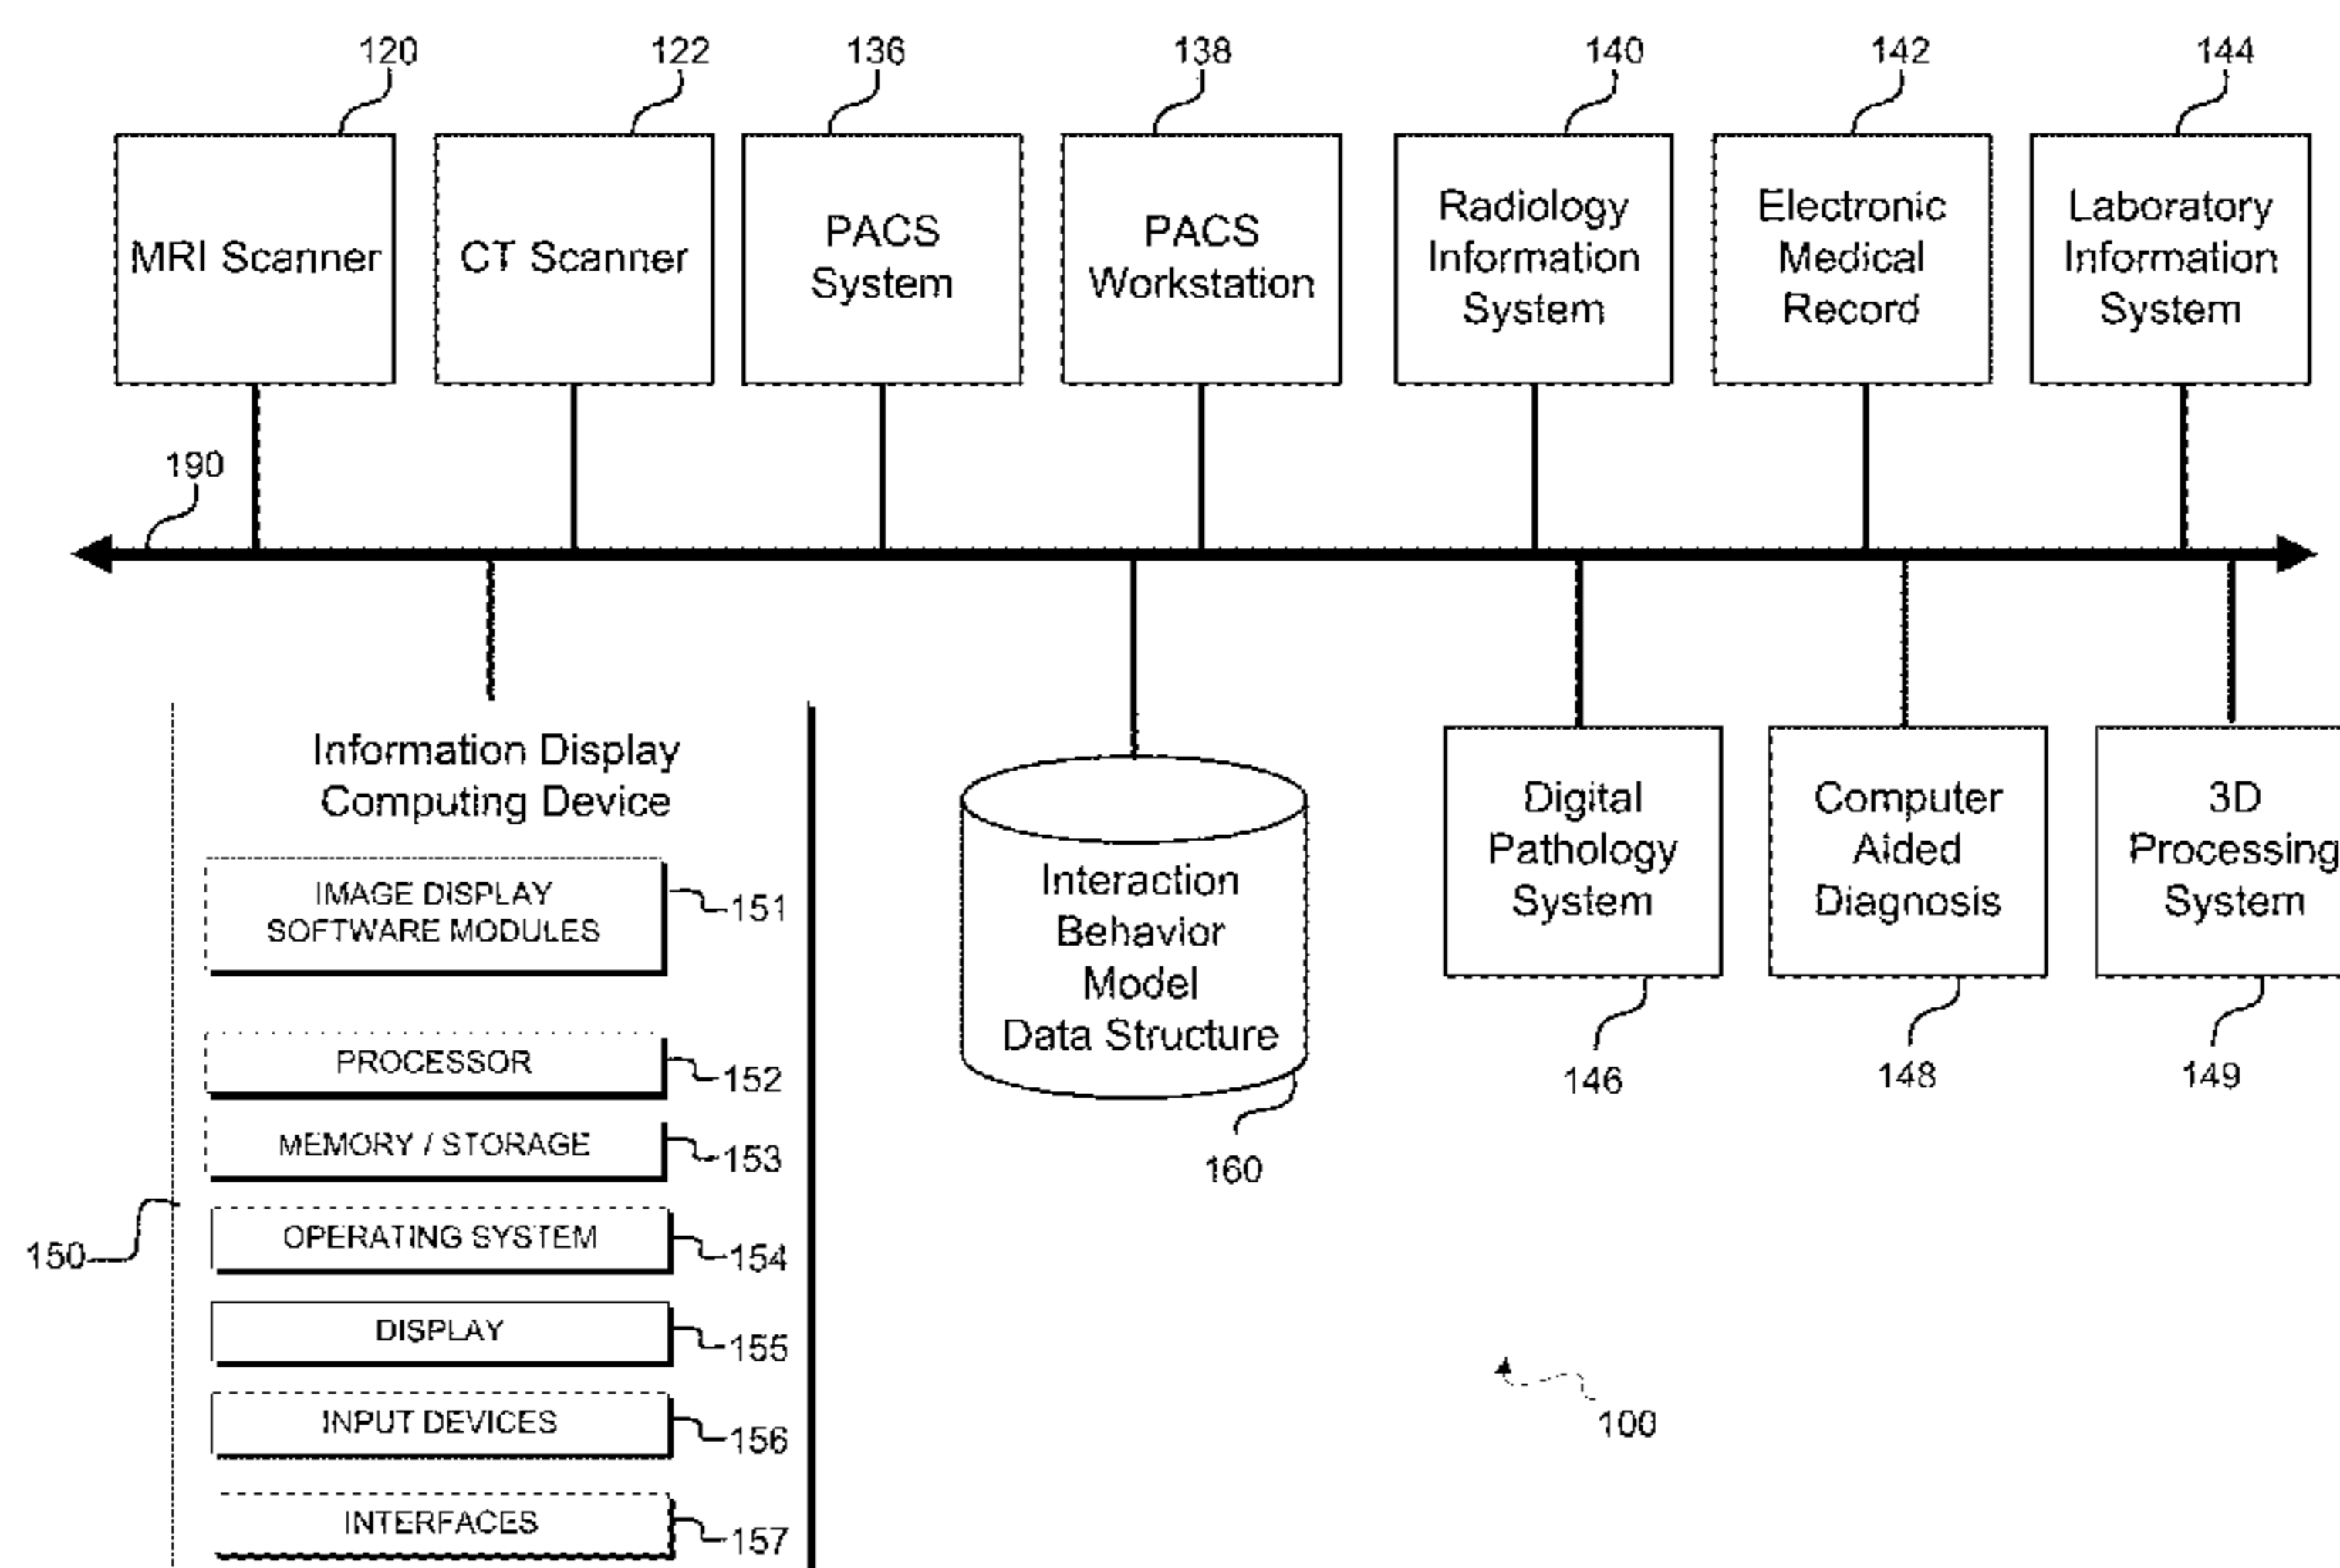 120
122
136
138
140
142
144
MRI Scanner
CT Scanner
PACS
System
PACS
Workstation
Radiology
Information
System
Electronic
Medical
Record
Laboratory
Information
System
190
Information Display
Computing Device
IMAGE DISPLAY
SOFTWARE MODULES
151
PROCESSOR
152
MEMORY / STORAGE
153
OPERATING SYSTEM
154
DISPLAY
155
INPUT DEVICES
156
INTERFACES
157
150
Interaction
Behavior
Model
Data Structure
160
Digital
Pathology
System
146
Computer
Aided
Diagnosis
148
3D
Processing
System
149
100